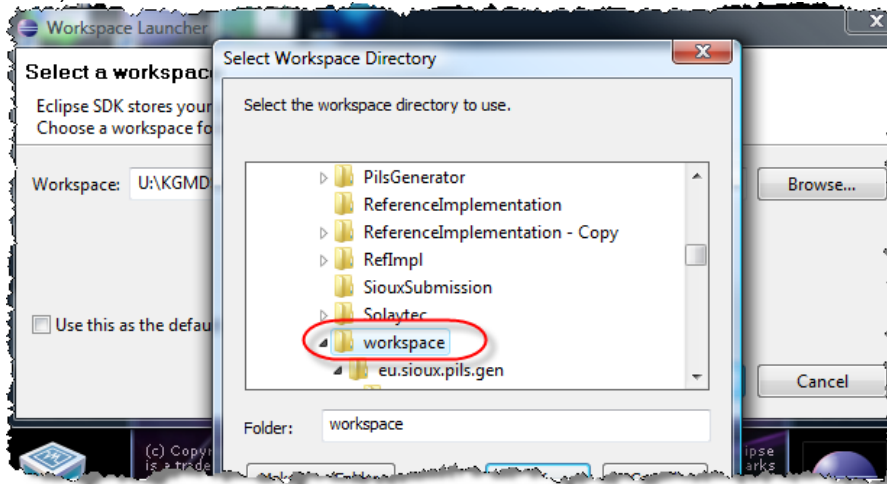 Workspace Launcher
Select a workspac
Eclipse SDK stores your
Choose a workspace fo
Workspace: U:\KGMD
Browse...
Use this as the defau
Cancel
Select Workspace Directory
Select the workspace directory to use.
PilsGenerator
ReferenceImplementation
ReferenceImplementation - Copy
RefImpl
SiouxSubmission
Solaytec
workspace
eu.sioux.pils.gen
Folder: workspace
(c) Copyr
is a trade
ipse
arks